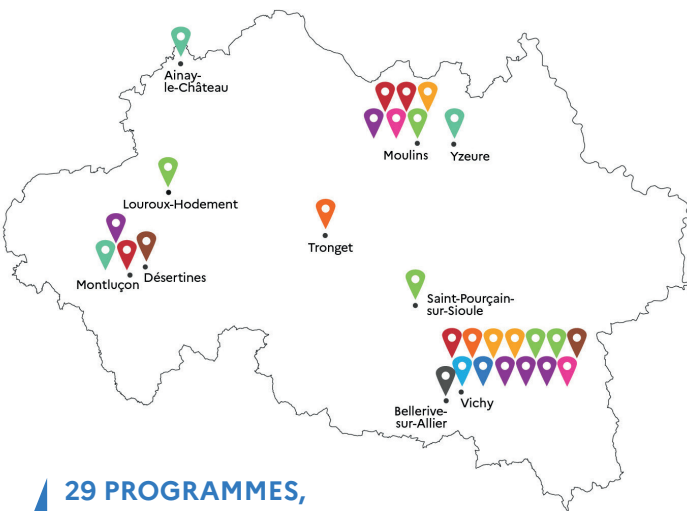 Ainay-
le-Château
Moulins
Yzeure
Louroux-Hodement
Tronget
Montluçon
Désertines
Saint-Pourçain-
sur-Sioule
Vichy
Bellerive-
sur-Allier
29 PROGRAMMES,